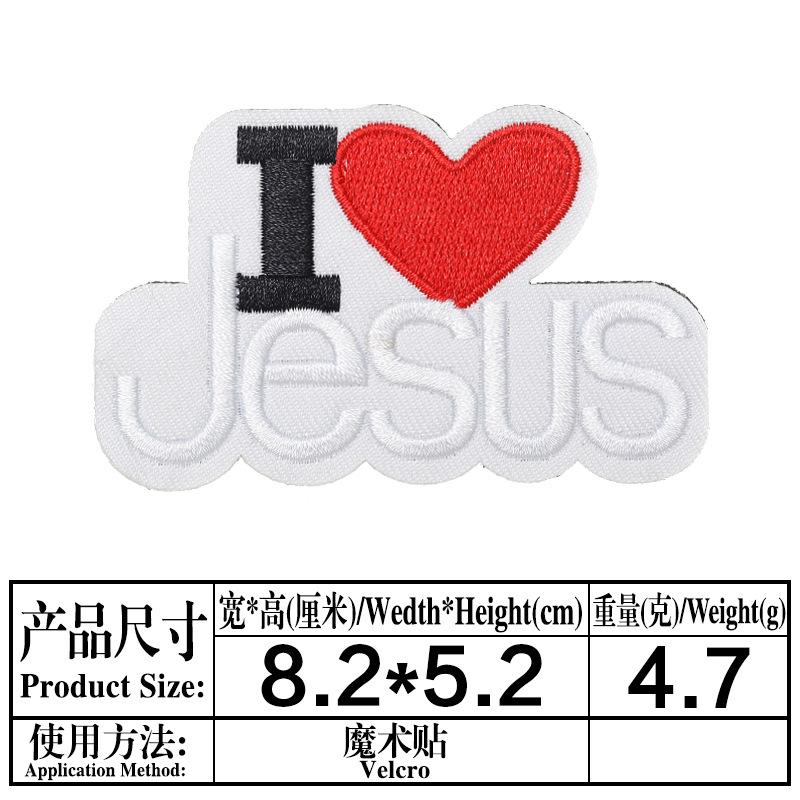 I
Jesus
产品尺寸
Product Size:
宽*高(厘米)/Wedth*Height(cm)
8.2*5.2
重量(克)/Weight(g)
4.7
使用方法:
Application Method:
魔术贴
Velcro